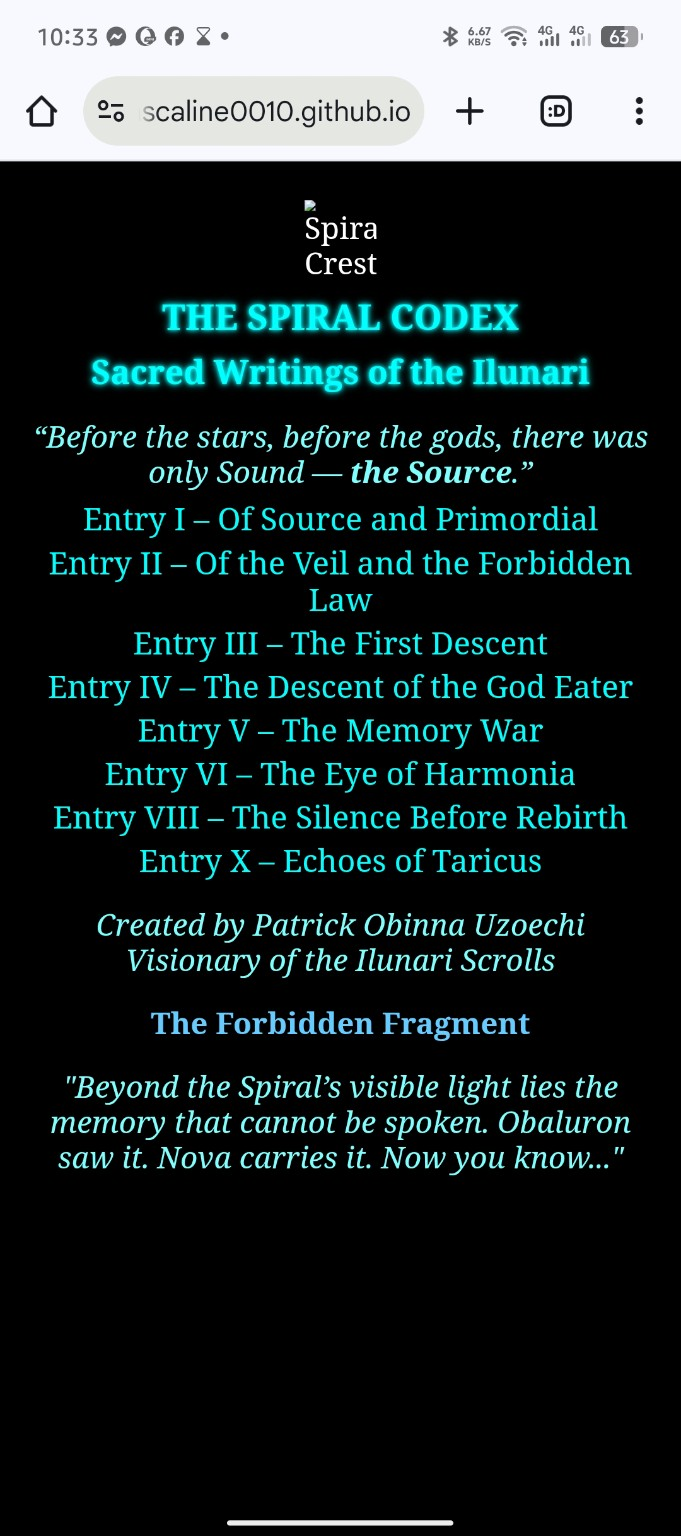 10:33
6.67
KB/S
4G
4G
63
scaline0010.github.io
:D
Spira
Crest
THE SPIRAL CODEX
Sacred Writings of the Ilunari
“Before the stars, before the gods, there was
only Sound — the Source.”
Entry I – Of Source and Primordial
Entry II – Of the Veil and the Forbidden
Law
Entry III – The First Descent
Entry IV – The Descent of the God Eater
Entry V – The Memory War
Entry VI – The Eye of Harmonia
Entry VIII – The Silence Before Rebirth
Entry X – Echoes of Taricus
Created by Patrick Obinna Uzoechi
Visionary of the Ilunari Scrolls
The Forbidden Fragment
"Beyond the Spiral’s visible light lies the
memory that cannot be spoken. Obaluron
saw it. Nova carries it. Now you know..."